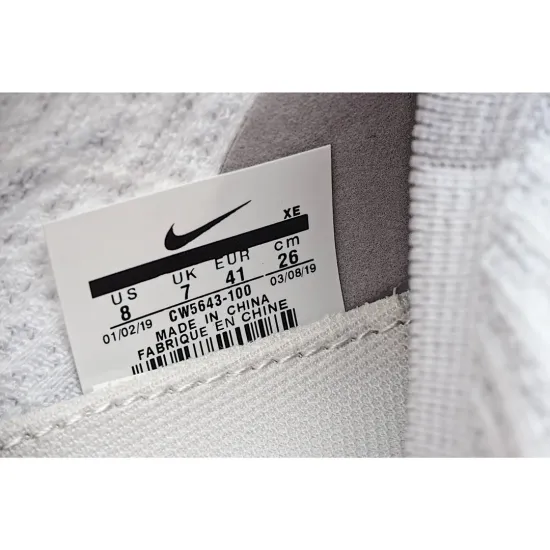 XE
US UK EUR cm
8 7 41 26
01/02/19 03/08/19
CW5643-100
MADE IN CHINA
FABRIQUE EN CHINE